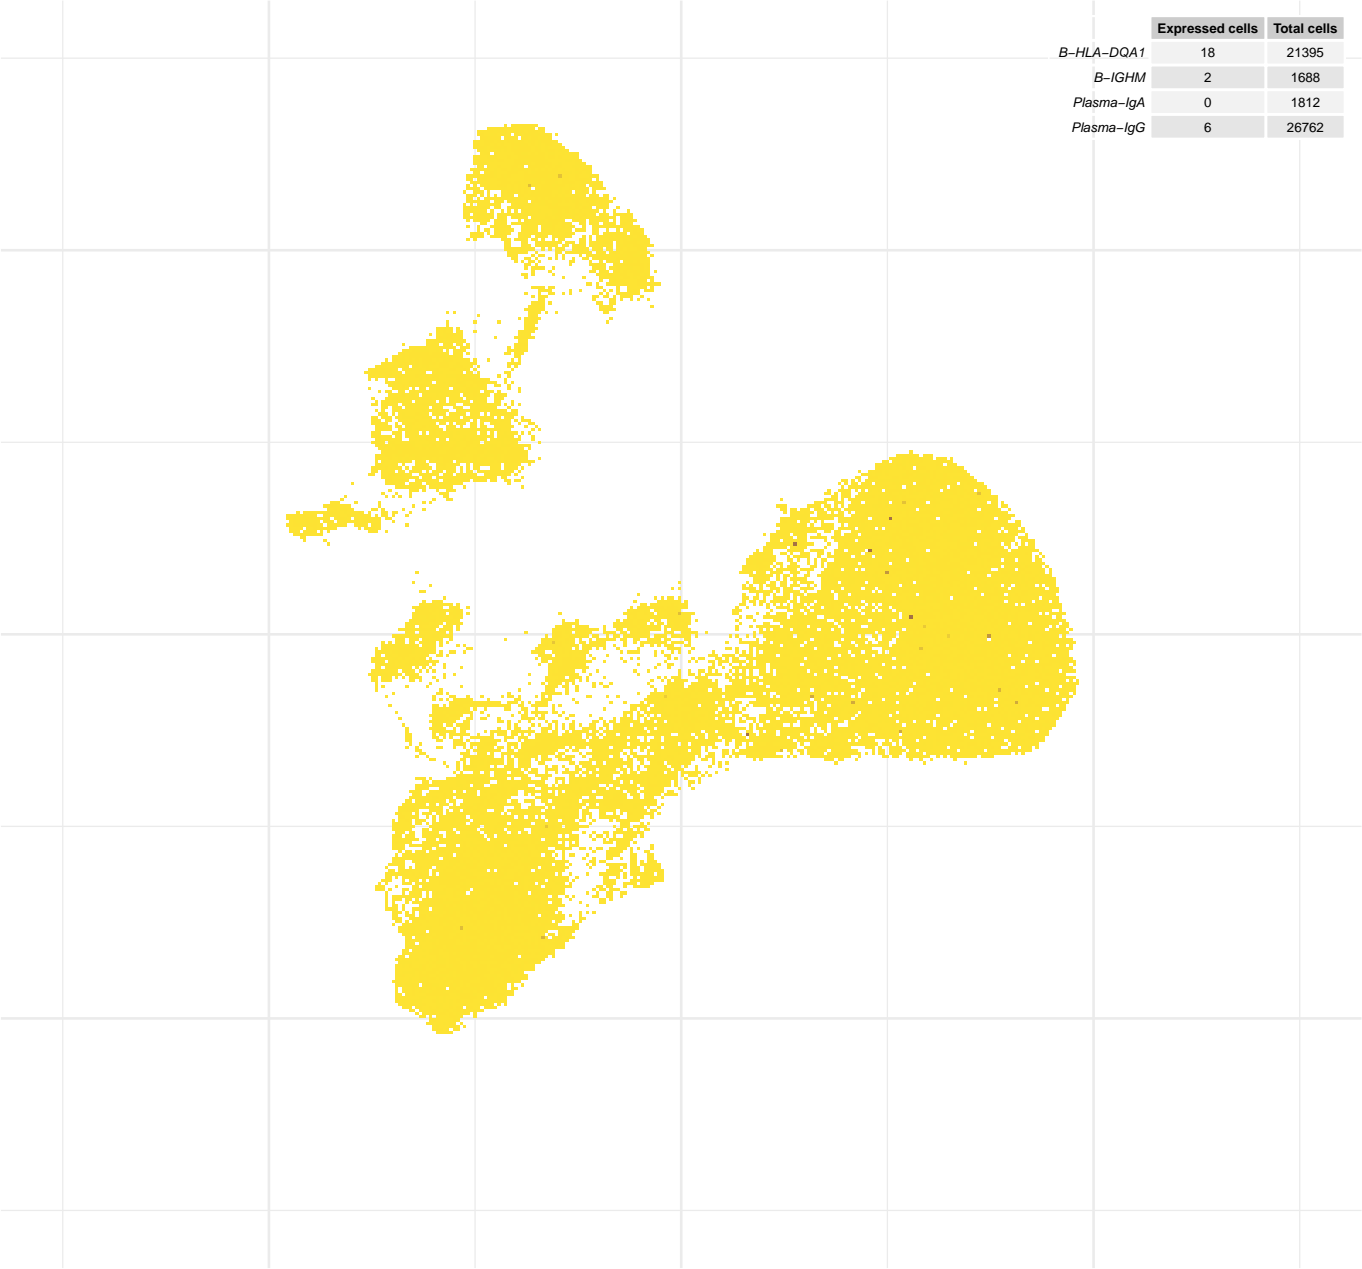 Expressed cells Total cells
B−HLA−DQA1 18 21395
B−IGHM 2 1688
Plasma−IgA 0 1812
Plasma−IgG 6 26762